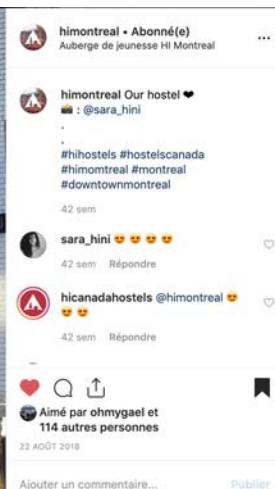 himontreal • Abonné(e)
Auberge de jeunesse HI Montreal
himontreal Our hostel ❤
📸 : @sara_hini
.
.
#hihostels #hostelscanada
#himomtreal #montreal
#downtownmontreal
42 sem
sara_hini 😍 😍 😍 😍
42 sem Répondre
hicanadahostels @himontreal 😍
😍 😍
42 sem Répondre
Aimé par ohmygael et
114 autres personnes
22 AOÛT 2018
Ajouter un commentaire... Publier